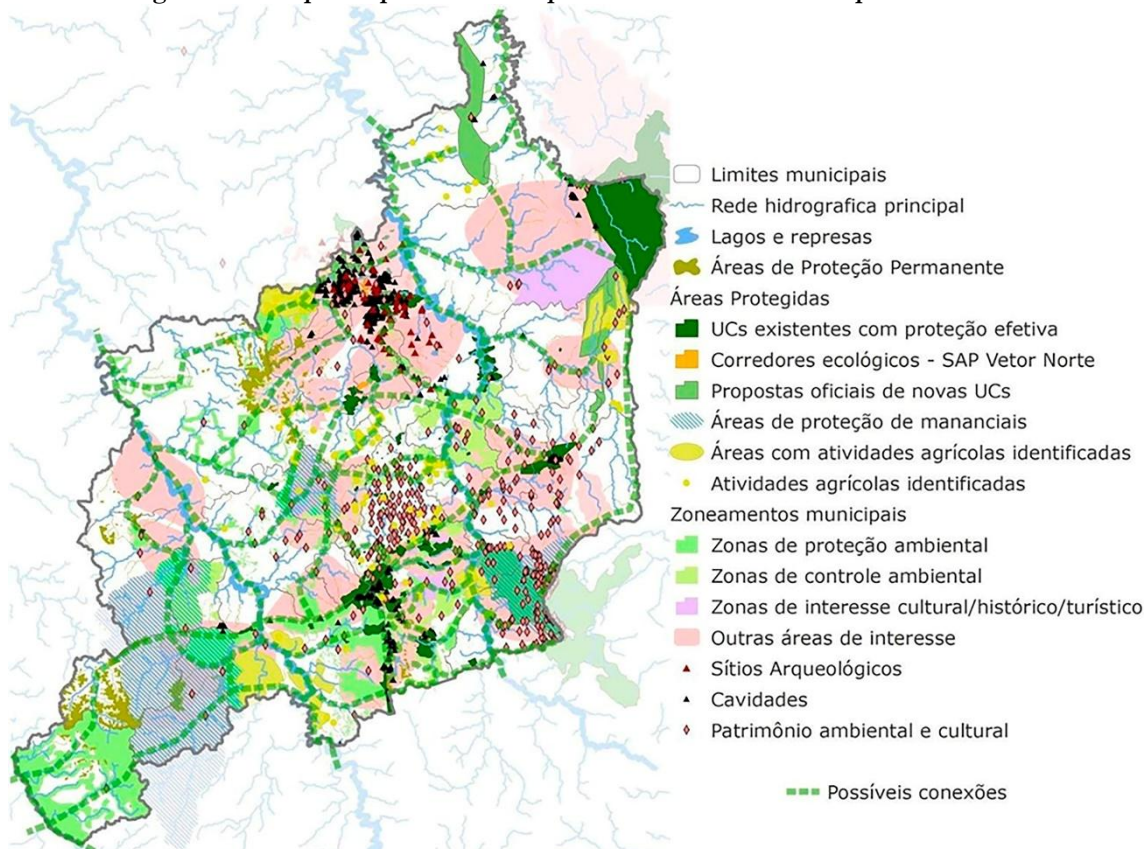 Limites municipais
Rede hidrografica principal
Lagos e represas
Áreas de Proteção Permanente
Áreas Protegidas
UCs existentes com proteção efetiva
Corredores ecológicos - SAP Vetor Norte
Propostas oficiais de novas UCs
Áreas de proteção de mananciais
Áreas com atividades agrícolas identificadas
Atividades agrícolas identificadas
Zoneamentos municipais
Zonas de proteção ambiental
Zonas de controle ambiental
Zonas de interesse cultural/histórico/turístico
Outras áreas de interesse
Sítios Arqueológicos
Cavidades
Patrimônio ambiental e cultural
Possíveis conexões